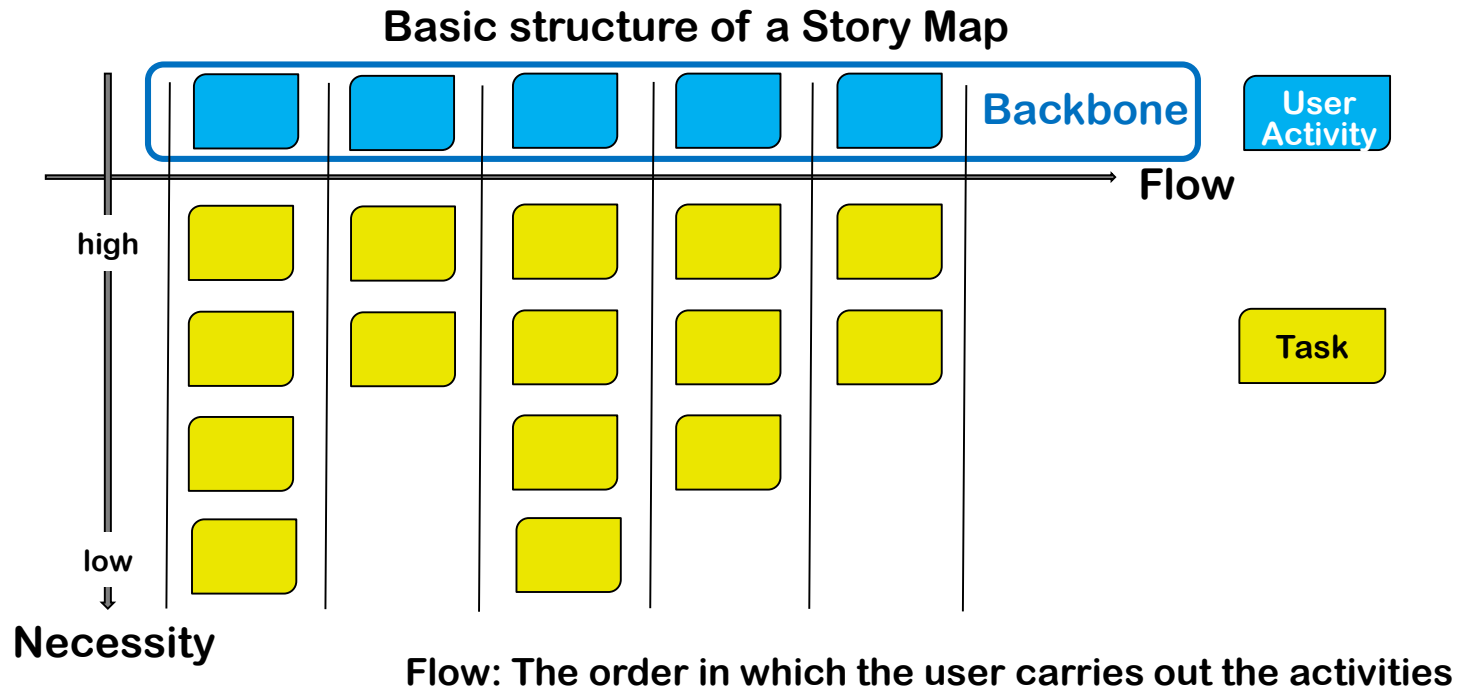 Basic structure of a Story Map
Backbone
User
Activity
Flow
high
Task
low
Necessity
Flow: The order in which the user carries out the activities